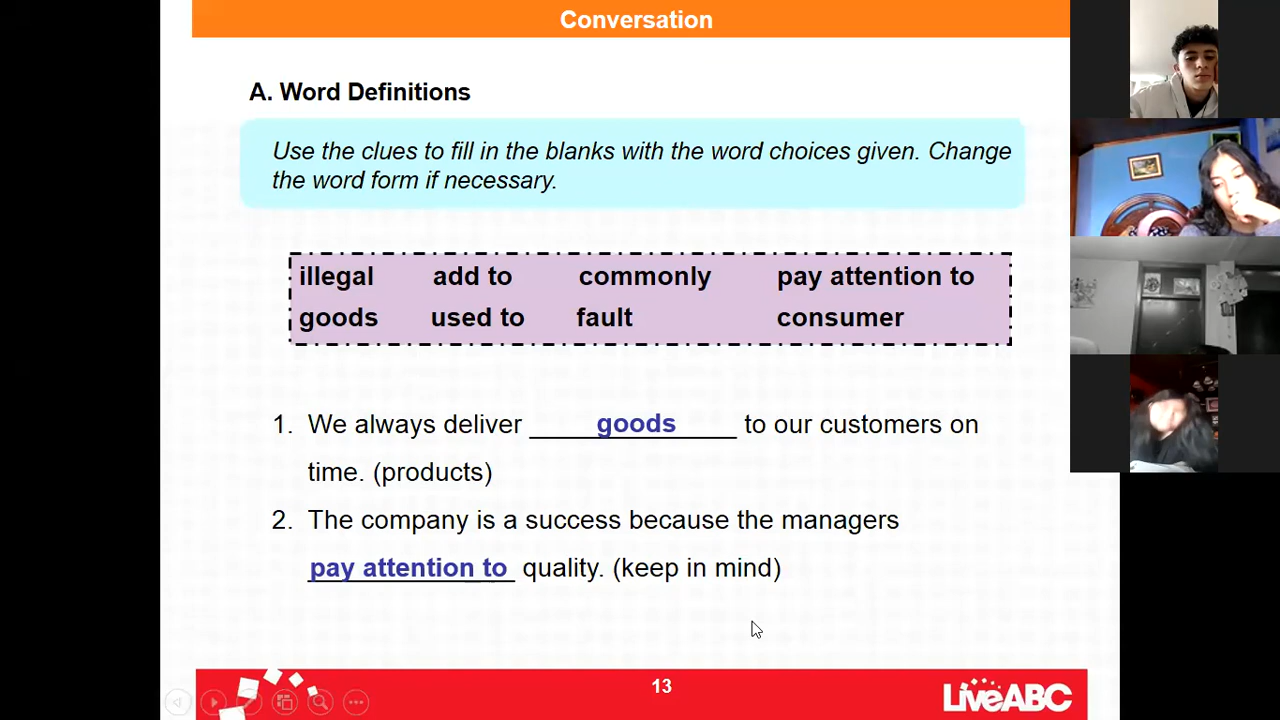 Conversation
A. Word Definitions
Use the clues to fill in the blanks with the word choices given. Change
the word form if necessary.
illegal add to commonly pay attention to
goods used to fault consumer
1. We always deliver goods to our customers on
time. (products)
2. The company is a success because the managers
pay attention to quality. (keep in mind)
13
LiveABC